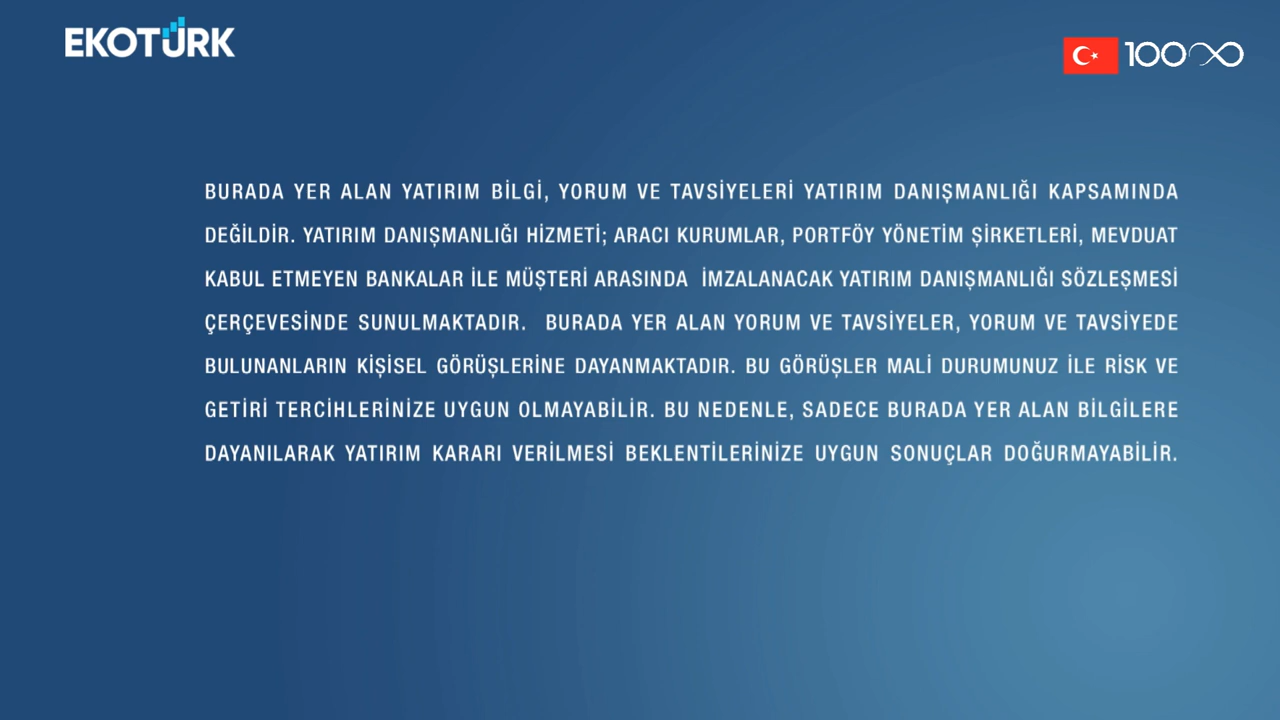 EKOTÜRK
100
BURADA YER ALAN YATIRIM BİLGİ, YORUM VE TAVSİYELERİ YATIRIM DANIŞMANLIĞI KAPSAMINDA
DEĞİLDİR. YATIRIM DANIŞMANLIĞI HİZMETİ; ARACI KURUMLAR, PORTFÖY YÖNETİM ŞİRKETLERİ, MEVDUAT
KABUL ETMEYEN BANKALAR İLE MÜŞTERİ ARASINDA İMZALANACAK YATIRIM DANIŞMANLIĞI SÖZLEŞMESİ
ÇERÇEVESİNDE SUNULMAKTADIR. BURADA YER ALAN YORUM VE TAVSİYELER, YORUM VE TAVSİYEDE
BULUNANLARIN KİŞİSEL GÖRÜŞLERİNE DAYANMAKTADIR. BU GÖRÜŞLER MALİ DURUMUNUZ İLE RİSK VE
GETİRİ TERCİHLERİNİZE UYGUN OLMAYABİLİR. BU NEDENLE, SADECE BURADA YER ALAN BİLGİLERE
DAYANILARAK YATIRIM KARARI VERİLMESİ BEKLENTİLERİNİZE UYGUN SONUÇLAR DOĞURMAYABİLİR.